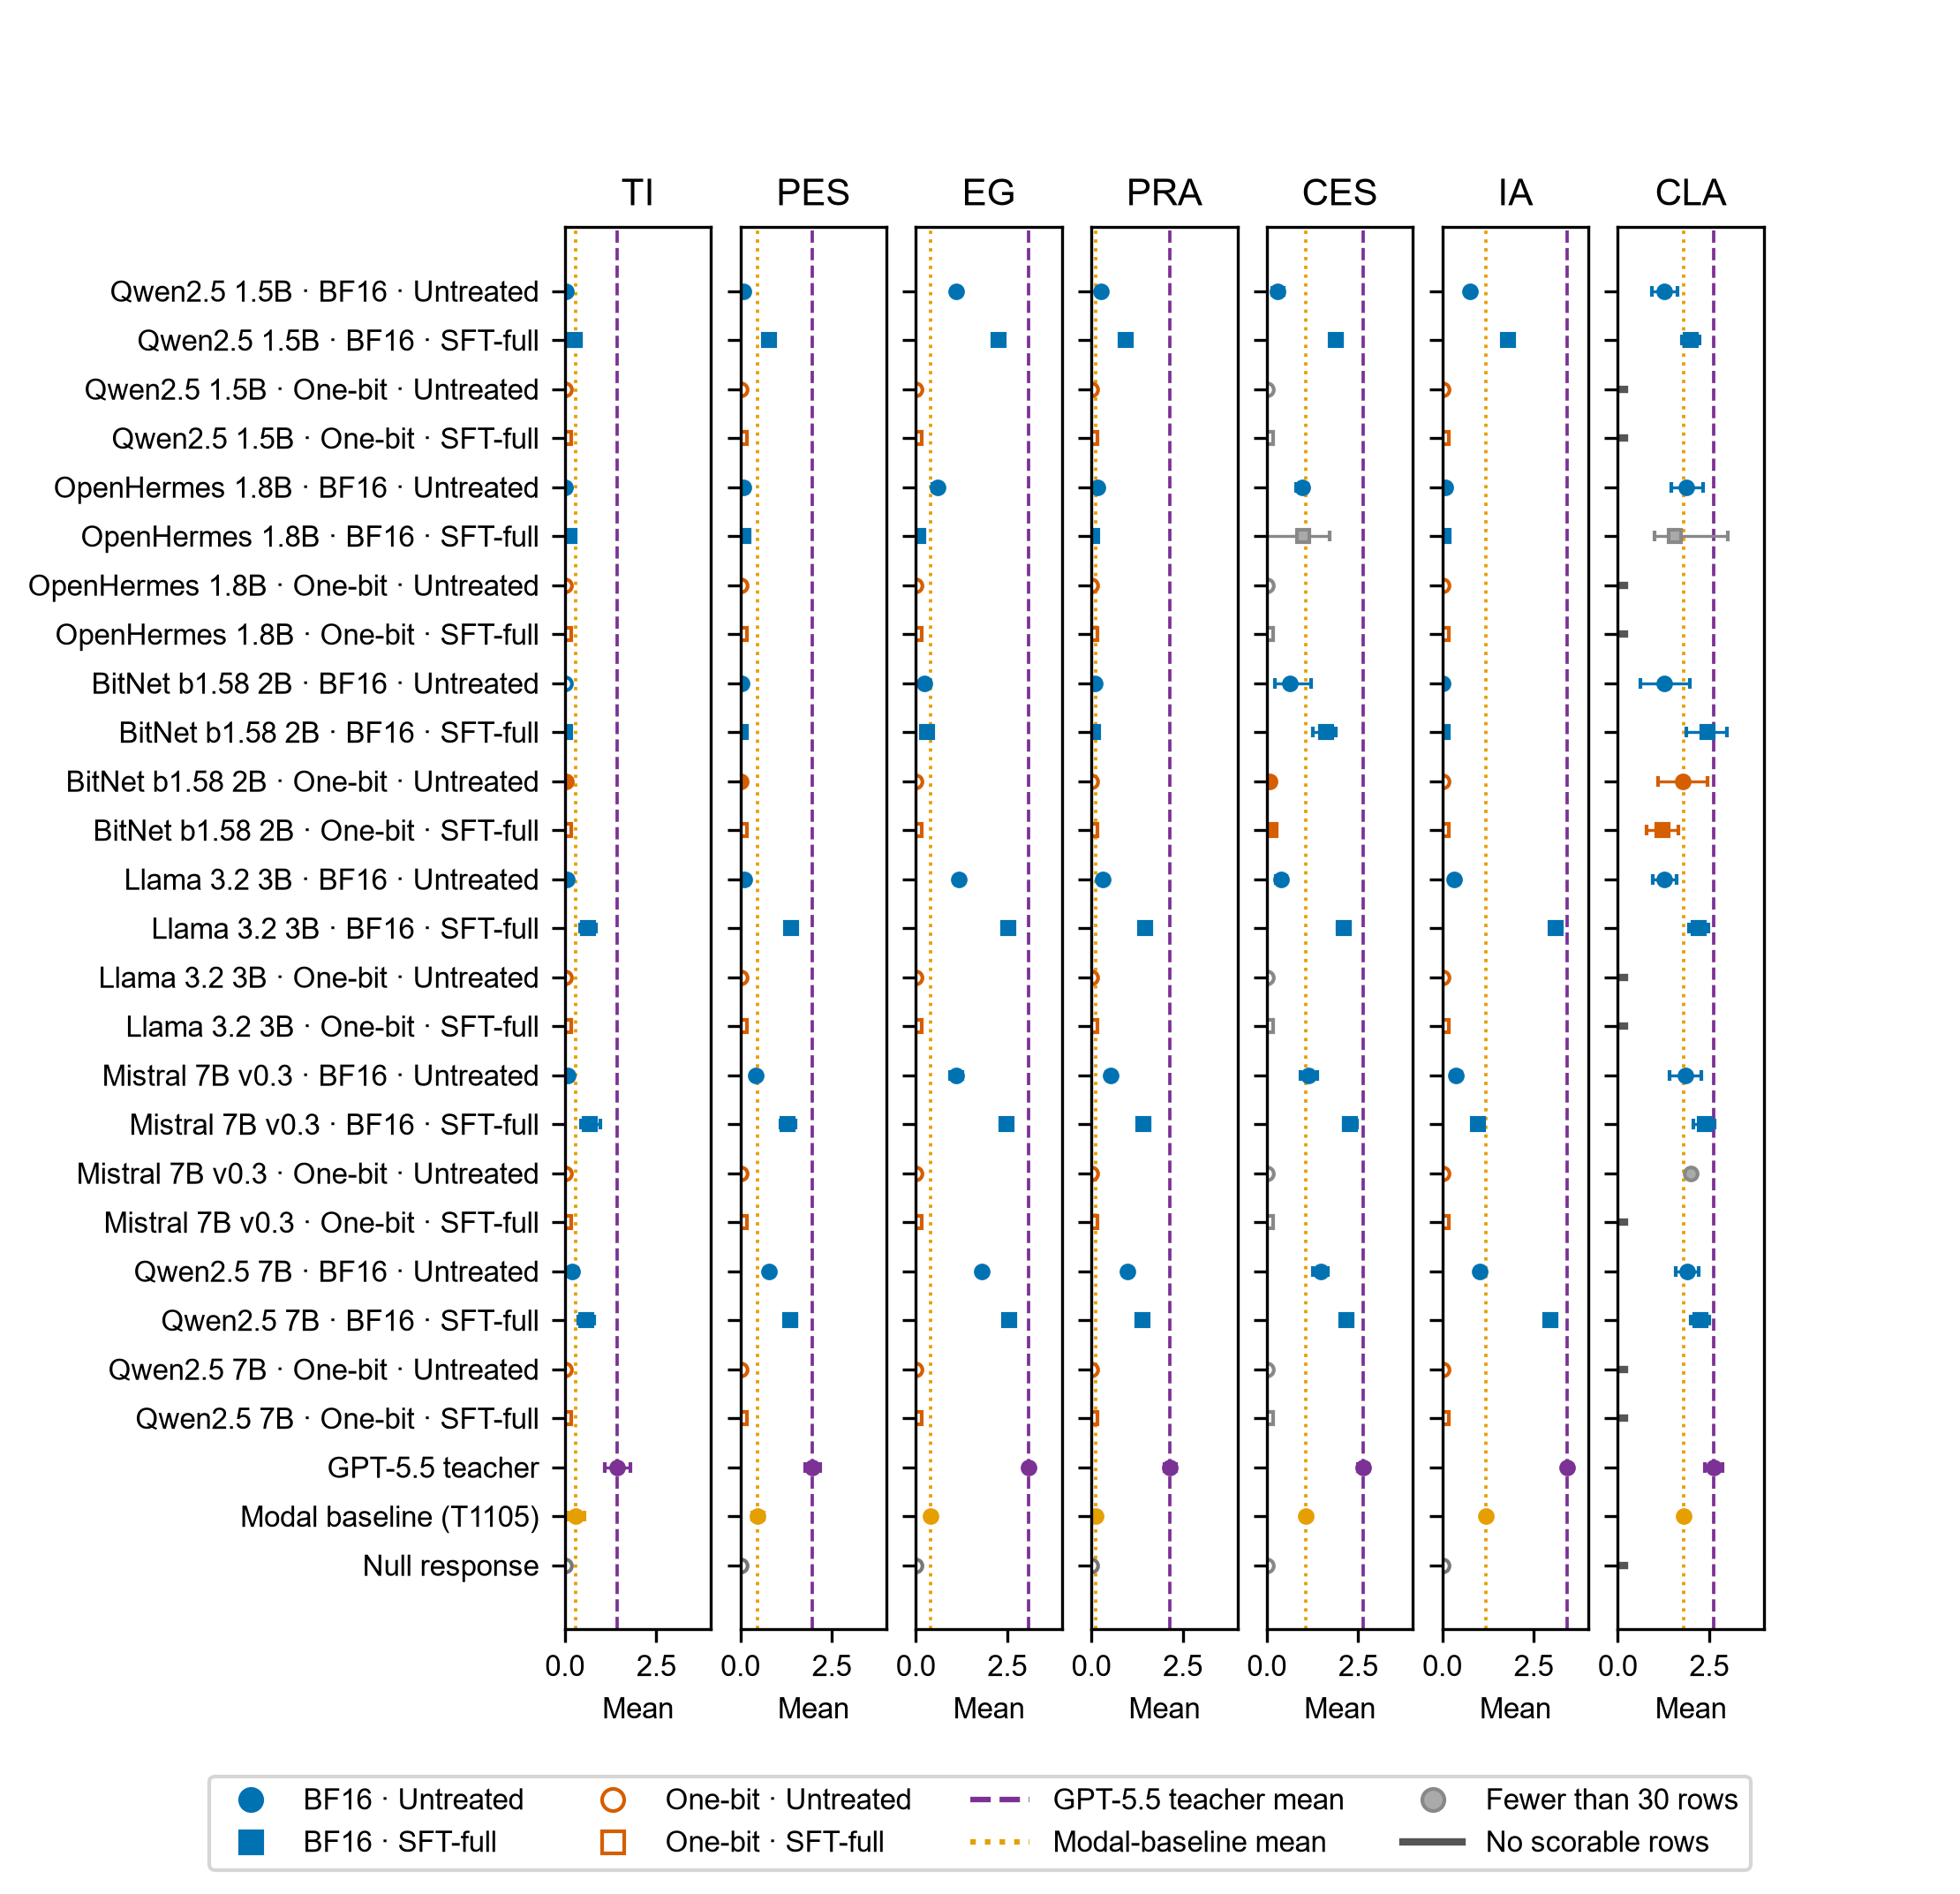 TI PES EG PRA CES IA CLA
Qwen2.5 1.5B · BF16 · Untreated
Qwen2.5 1.5B · BF16 · SFT-full
Qwen2.5 1.5B · One-bit · Untreated
Qwen2.5 1.5B · One-bit · SFT-full
OpenHermes 1.8B · BF16 · Untreated
OpenHermes 1.8B · BF16 · SFT-full
OpenHermes 1.8B · One-bit · Untreated
OpenHermes 1.8B · One-bit · SFT-full
BitNet b1.58 2B · BF16 · Untreated
BitNet b1.58 2B · BF16 · SFT-full
BitNet b1.58 2B · One-bit · Untreated
BitNet b1.58 2B · One-bit · SFT-full
Llama 3.2 3B · BF16 · Untreated
Llama 3.2 3B · BF16 · SFT-full
Llama 3.2 3B · One-bit · Untreated
Llama 3.2 3B · One-bit · SFT-full
Mistral 7B v0.3 · BF16 · Untreated
Mistral 7B v0.3 · BF16 · SFT-full
Mistral 7B v0.3 · One-bit · Untreated
Mistral 7B v0.3 · One-bit · SFT-full
Qwen2.5 7B · BF16 · Untreated
Qwen2.5 7B · BF16 · SFT-full
Qwen2.5 7B · One-bit · Untreated
Qwen2.5 7B · One-bit · SFT-full
GPT-5.5 teacher
Modal baseline (T1105)
Null response
0.0 2.5 0.0 2.5 0.0 2.5 0.0 2.5 0.0 2.5 0.0 2.5 0.0 2.5
Mean Mean Mean Mean Mean Mean Mean
BF16 · Untreated One-bit · Untreated GPT-5.5 teacher mean Fewer than 30 rows
BF16 · SFT-full One-bit · SFT-full Modal-baseline mean No scorable rows